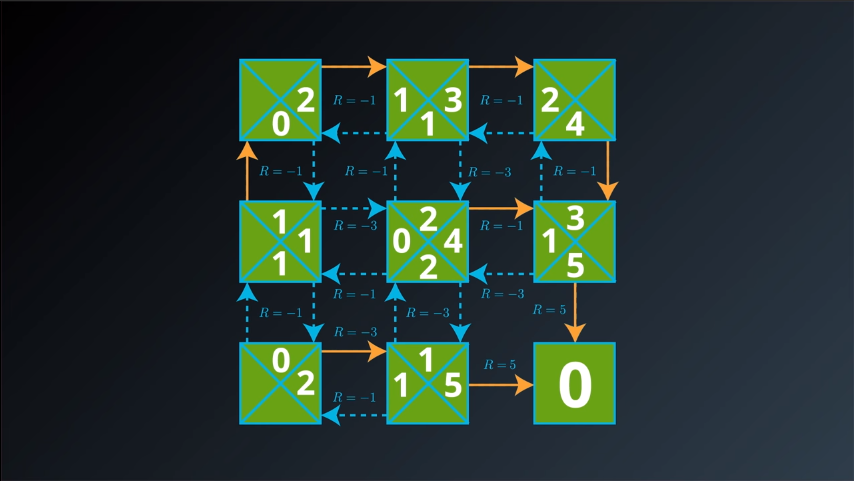 2 1 3 2
0 1 4
R = −1 R = −1
R = −1 R = −1 R = −3 R = −1
1 2 3
1 0 4 1
1 2 5
R = −3 R = −1
R = −1 R = −3
R = −1 R = −3 R = 5
R = −3
0 1
2 1 5 0
R = 5
R = −1